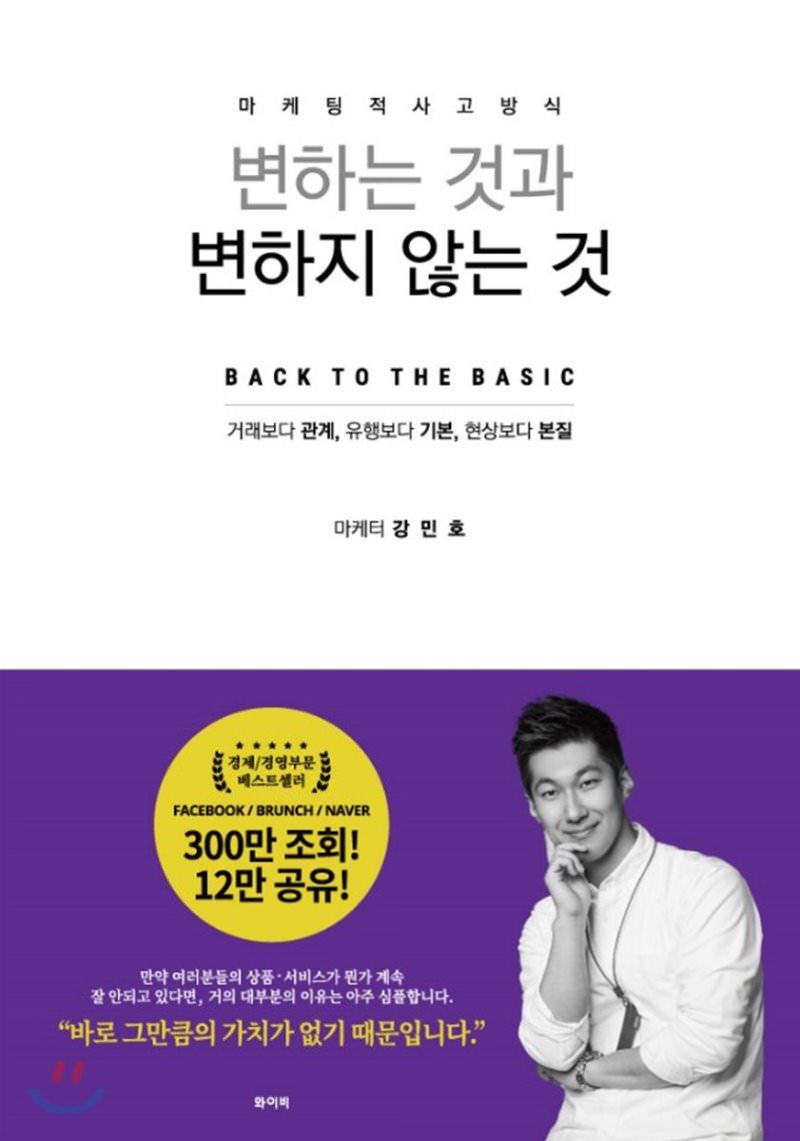 마케팅적사고방식
변하는 것과
변하지 않는 것
BACK TO THE BASIC
거래보다 관계, 유행보다 기본, 현상보다 본질
마케터 강민호
경제/경영부문
베스트셀러
FACEBOOK / BRUNCH / NAVER
300만 조회!
12만 공유!
만약 여러분들의 상품·서비스가 뭔가 계속
잘 안되고 있다면, 거의 대부분의 이유는 아주 심플합니다.
“바로 그만큼의 가치가 없기 때문입니다.”
와이비